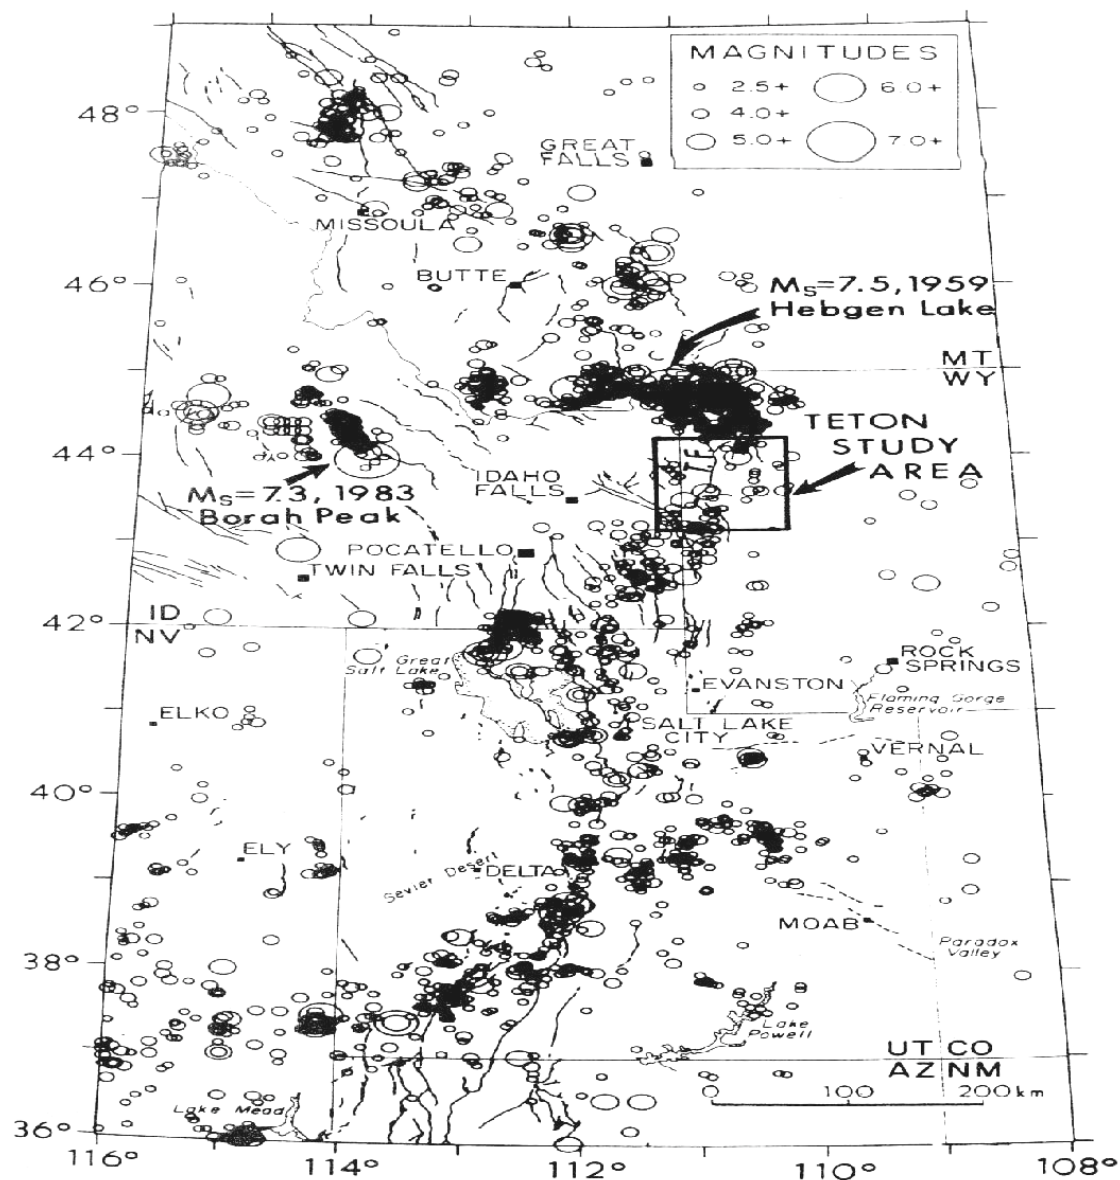 MAGNITUDES
2.5+
6.0+
4.0+
5.0+
7.0+
48°
GREAT
FALLS
MISSOULA
46°
BUTTE
Ms=7.5,1959
Hebgen Lake
MT
WY
TETON
STUDY
AREA
44°
TF
IDAHO
FALLS
Ms=7.3, 1983
Borah Peak
POCATELLO
TWIN FALLS
42°
ID
NV
Great
Salt Lake
ROCK
SPRINGS
EVANSTON
Flaming Gorge
Reservoir
ELKO
SALT LAKE
CITY
VERNAL
40°
ELY
Sevier Desert
DELTA
MOAB
Paradox
Valley
38°
Lake
Powell
UT CO
AZ NM
0 100 200 km
Lake Mead
36°
116° 114° 112° 110° 108°